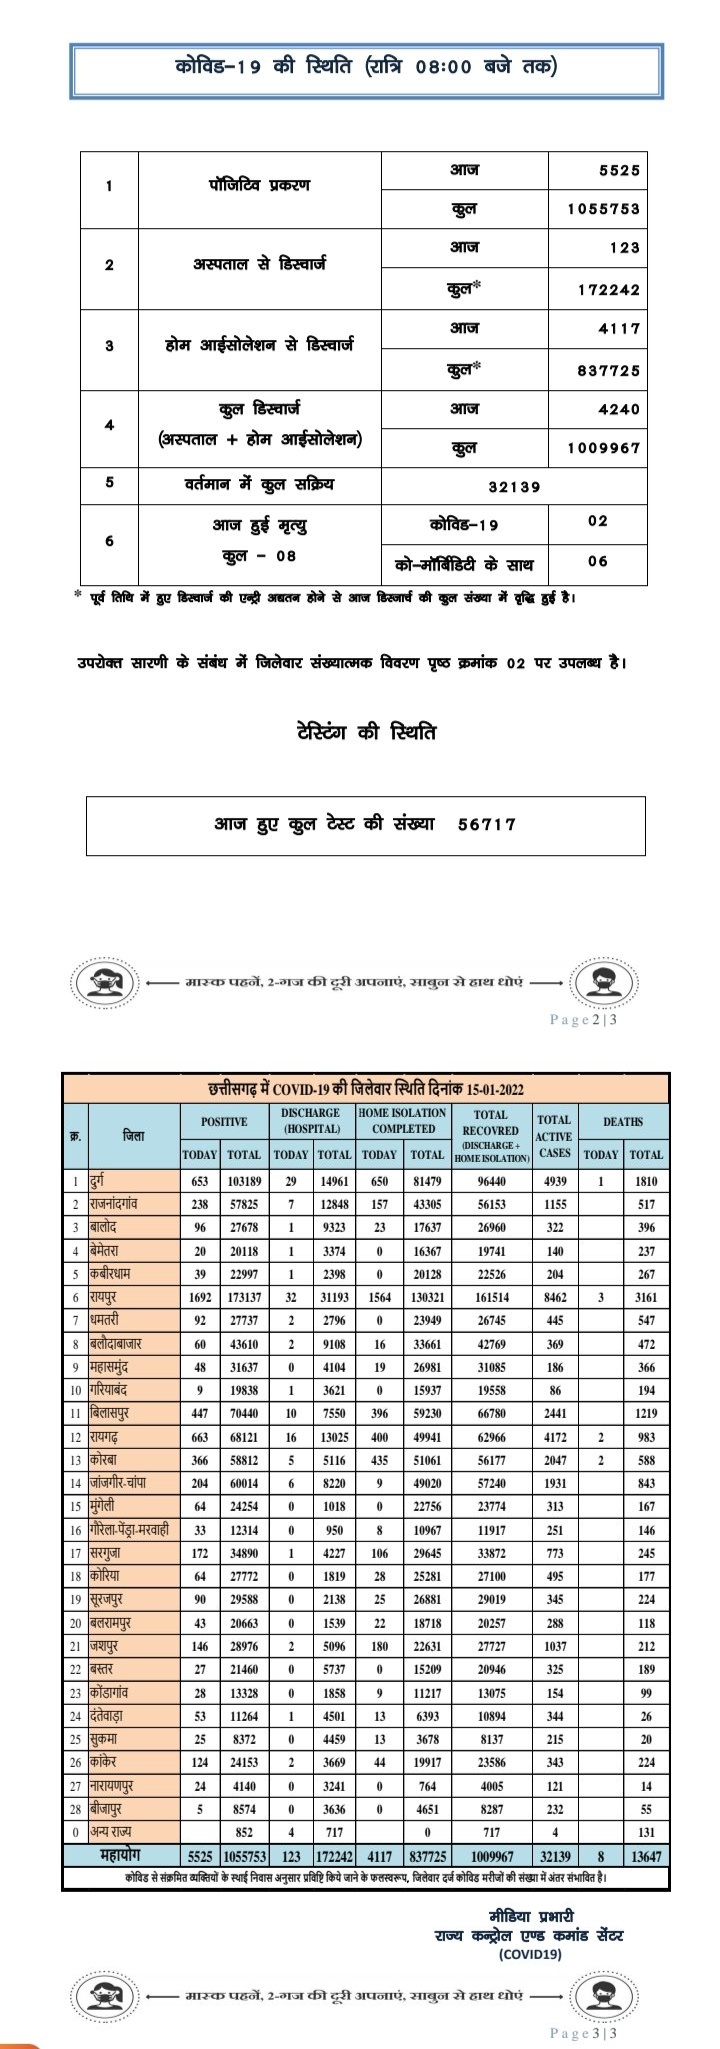 कोविड-19 की स्थिति (रात्रि 08:00 बजे तक)
1 पॉजिटिव प्रकरण आज 5525
कुल 1055753
2 अस्पताल से डिस्चार्ज आज 123
कुल* 172242
3 होम आईसोलेशन से डिस्चार्ज आज 4117
कुल* 837725
4 कुल डिस्चार्ज (अस्पताल + होम आईसोलेशन) आज 4240
कुल 1009967
5 वर्तमान में कुल सक्रिय 32139
6 आज हुई मृत्यु कुल - 08 कोविड-19 02
को-मॉर्बिडिटी के साथ 06
* पूर्व तिथि में हुए डिस्चार्ज की एन्ट्री अद्यतन होने से आज डिस्जार्च की कुल संख्या में वृद्धि हुई है।
उपरोक्त सारणी के संबंध में जिलेवार संख्यात्मक विवरण पृष्ठ क्रमांक 02 पर उपलब्ध है।
टेस्टिंग की स्थिति
आज हुए कुल टेस्ट की संख्या 56717
मास्क पहनें, 2-गज की दूरी अपनाएं, साबुन से हाथ धोएं
Page2|3
छत्तीसगढ़ में COVID-19 की जिलेवार स्थिति दिनांक 15-01-2022
क्र. जिला POSITIVE DISCHARGE (HOSPITAL) HOME ISOLATION COMPLETED TOTAL RECOVRED (DISCHARGE + HOME ISOLATION) TOTAL ACTIVE CASES DEATHS
TODAY TOTAL TODAY TOTAL TODAY TOTAL TODAY TOTAL
1 दुर्ग 653 103189 29 14961 650 81479 96440 4939 1 1810
2 राजनांदगांव 238 57825 7 12848 157 43305 56153 1155 517
3 बालोद 96 27678 1 9323 23 17637 26960 322 396
4 बेमेतरा 20 20118 1 3374 0 16367 19741 140 237
5 कबीरधाम 39 22997 1 2398 0 20128 22526 204 267
6 रायपुर 1692 173137 32 31193 1564 130321 161514 8462 3 3161
7 धमतरी 92 27737 2 2796 0 23949 26745 445 547
8 बलौदाबाजार 60 43610 2 9108 16 33661 42769 369 472
9 महासमुंद 48 31637 0 4104 19 26981 31085 186 366
10 गरियाबंद 9 19838 1 3621 0 15937 19558 86 194
11 बिलासपुर 447 70440 10 7550 396 59230 66780 2441 1219
12 रायगढ़ 663 68121 16 13025 400 49941 62966 4172 2 983
13 कोरबा 366 58812 5 5116 435 51061 56177 2047 2 588
14 जांजगीर-चांपा 204 60014 6 8220 9 49020 57240 1931 843
15 मुंगेली 64 24254 0 1018 0 22756 23774 313 167
16 गौरेला-पेंड्रा-मरवाही 33 12314 0 950 8 10967 11917 251 146
17 सरगुजा 172 34890 1 4227 106 29645 33872 773 245
18 कोरिया 64 27772 0 1819 28 25281 27100 495 177
19 सूरजपुर 90 29588 0 2138 25 26881 29019 345 224
20 बलरामपुर 43 20663 0 1539 22 18718 20257 288 118
21 जशपुर 146 28976 2 5096 180 22631 27727 1037 212
22 बस्तर 27 21460 0 5737 0 15209 20946 325 189
23 कोंडागांव 28 13328 0 1858 9 11217 13075 154 99
24 दंतेवाड़ा 53 11264 1 4501 13 6393 10894 344 26
25 सुकमा 25 8372 0 4459 13 3678 8137 215 20
26 कांकेर 124 24153 2 3669 44 19917 23586 343 224
27 नारायणपुर 24 4140 0 3241 0 764 4005 121 14
28 बीजापुर 5 8574 0 3636 0 4651 8287 232 55
0 अन्य राज्य 852 4 717 0 717 4 131
महायोग 5525 1055753 123 172242 4117 837725 1009967 32139 8 13647
कोविड से संक्रमित व्यक्तियों के स्थाई निवास अनुसार प्रविष्टि किये जाने के फलस्वरूप, जिलेवार दर्ज कोविड मरीजों की संख्या में अंतर संभावित है।
मीडिया प्रभारी
राज्य कन्ट्रोल एण्ड कमांड सेंटर
(COVID19)
मास्क पहनें, 2-गज की दूरी अपनाएं, साबुन से हाथ धोएं
Page3|3